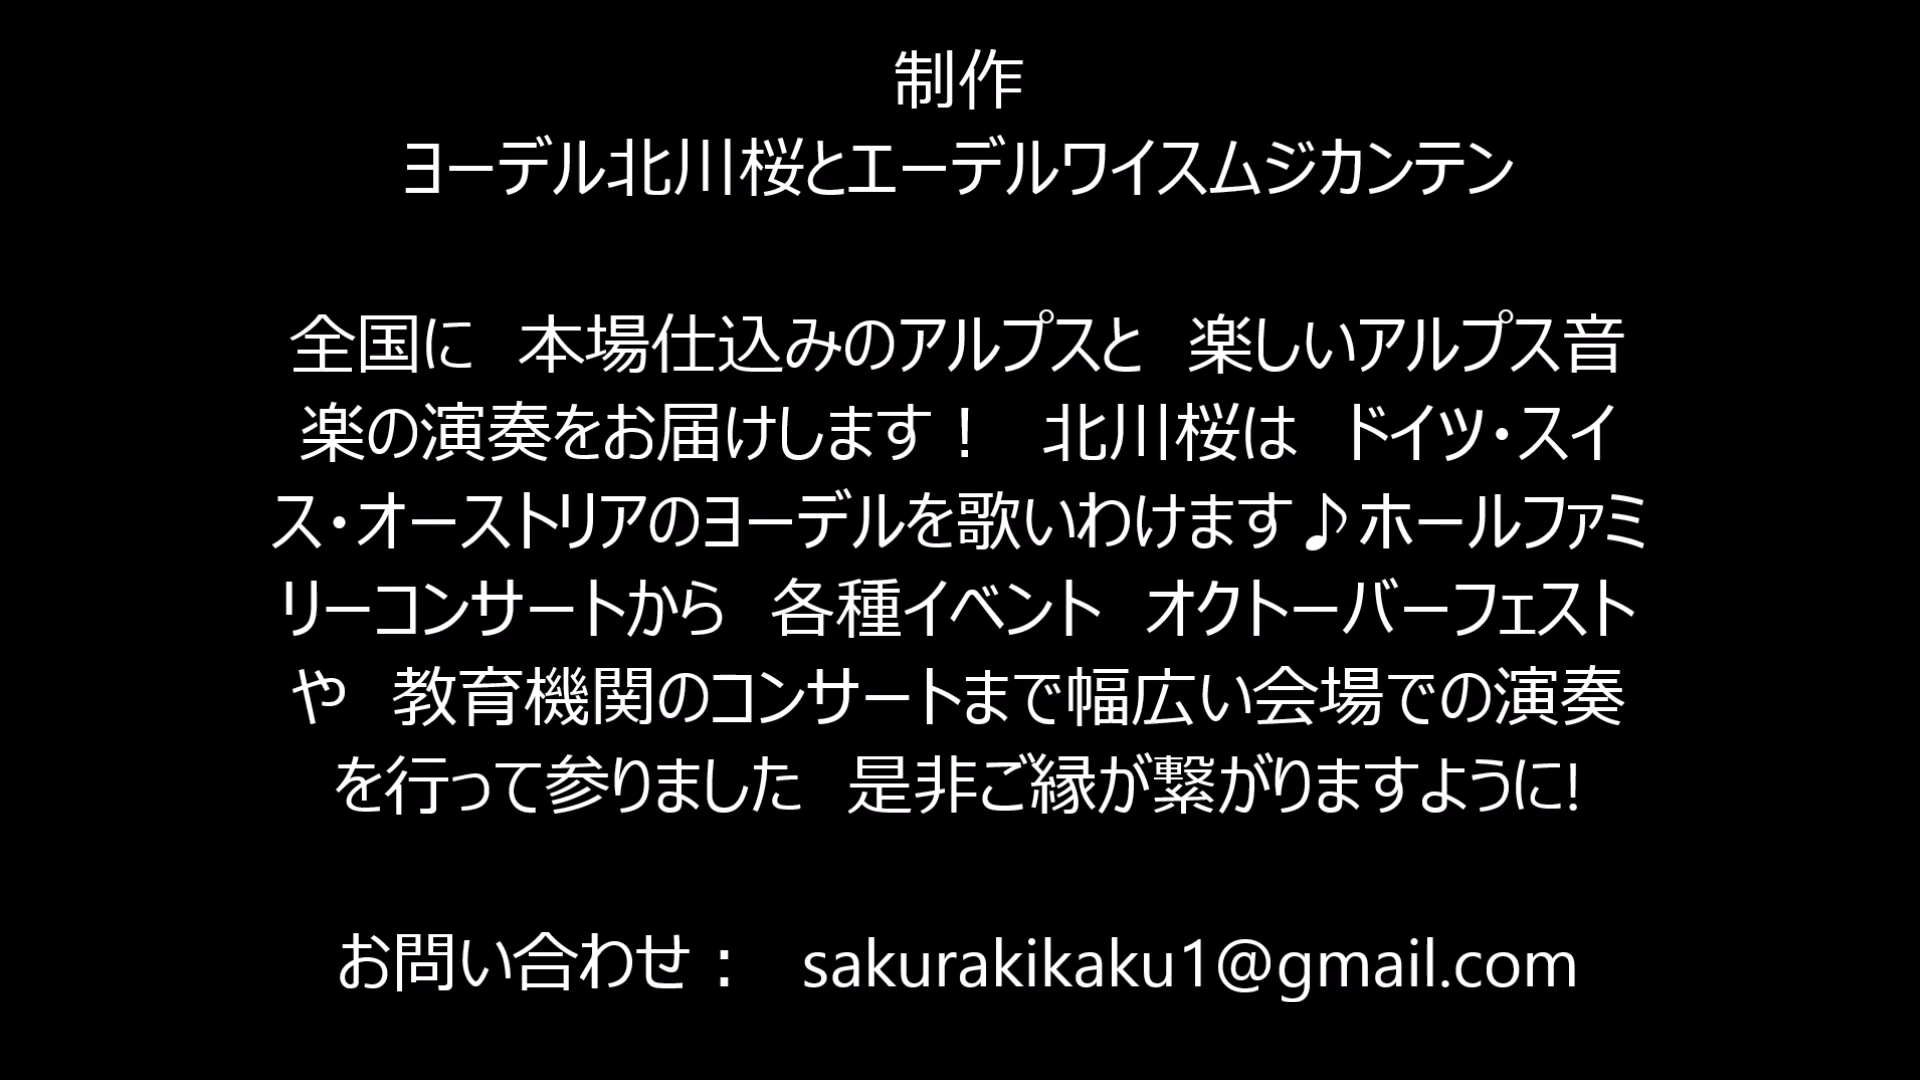 制作
ヨーデル北川桜とエーデルワイスムジカンテン
全国に　本場仕込みのアルプスと　楽しいアルプス音
楽の演奏をお届けします！　北川桜は　ドイツ・スイ
ス・オーストリアのヨーデルを歌いわけます♪ホールファミ
リーコンサートから　各種イベント　オクトーバーフェスト
や　教育機関のコンサートまで幅広い会場での演奏
を行って参りました　是非ご縁が繋がりますように!
お問い合わせ：　sakurakikaku1@gmail.com